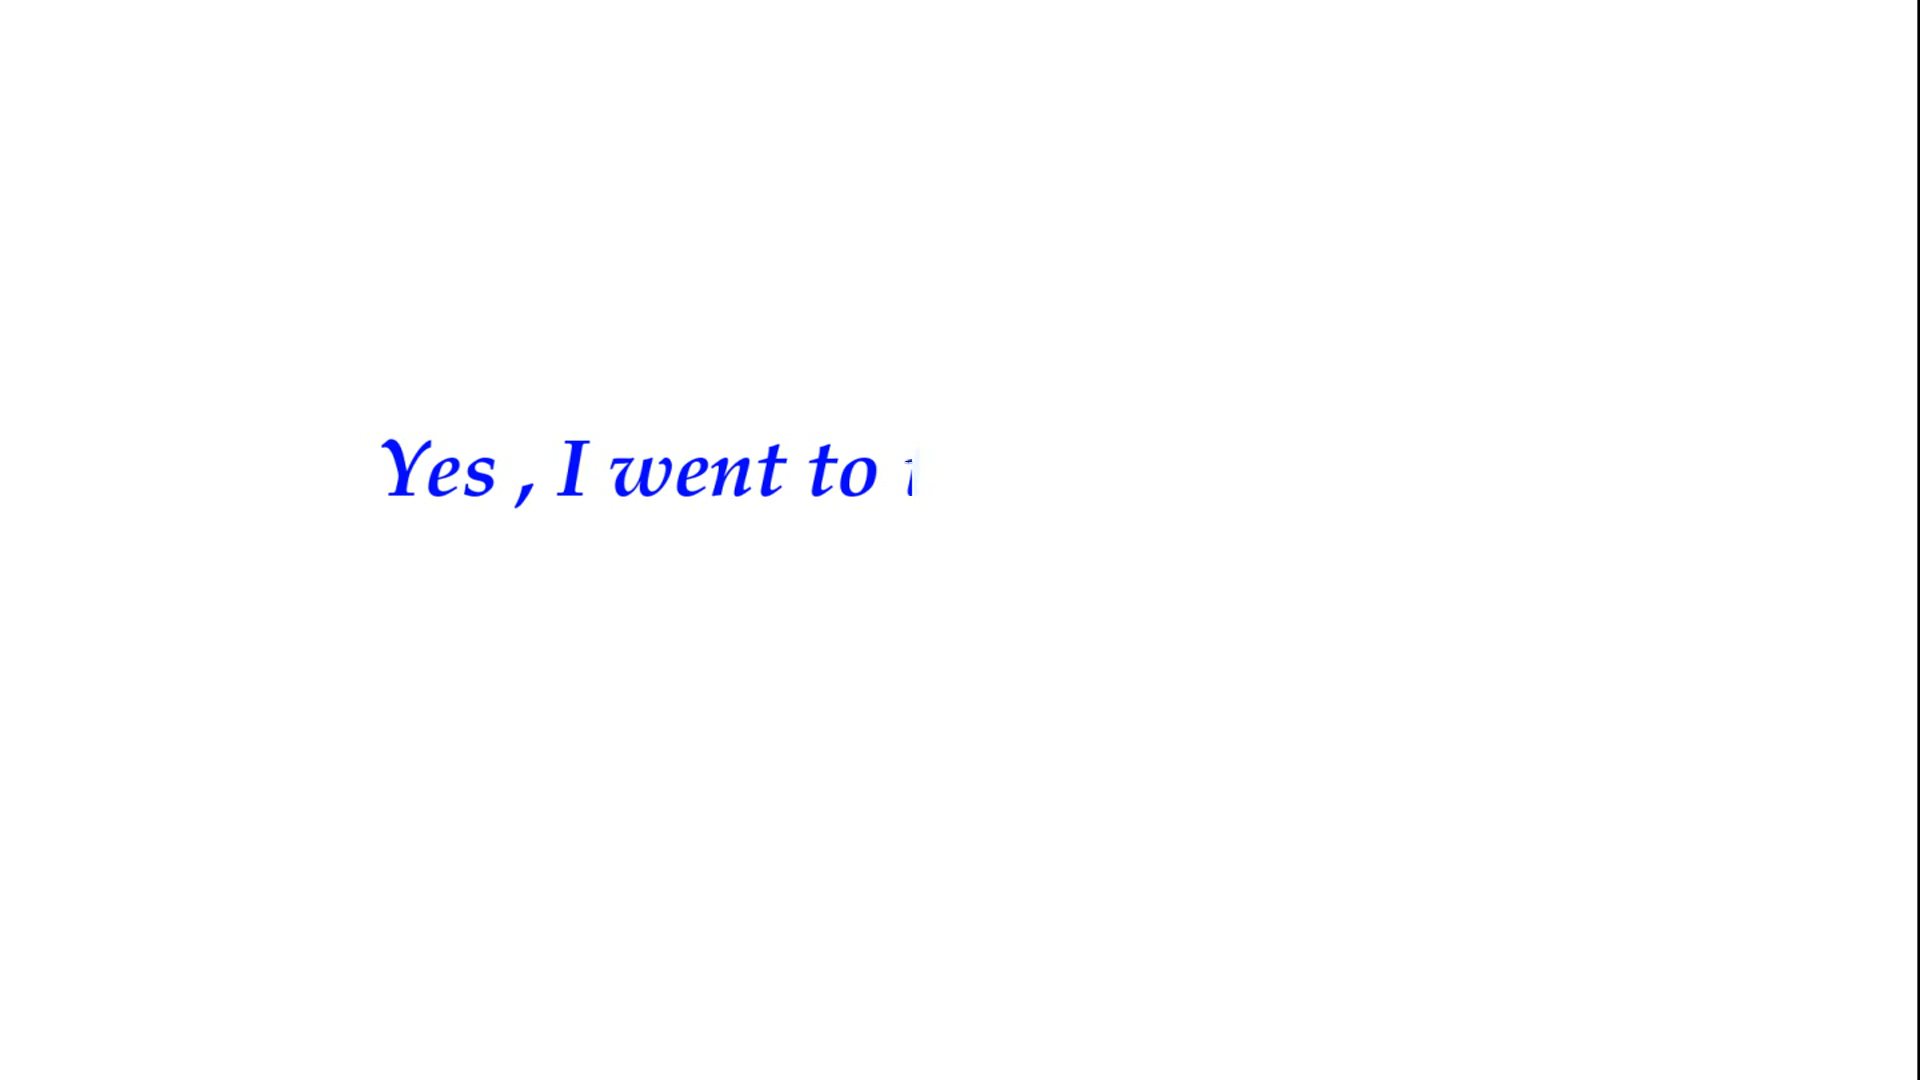 Yes , I went to